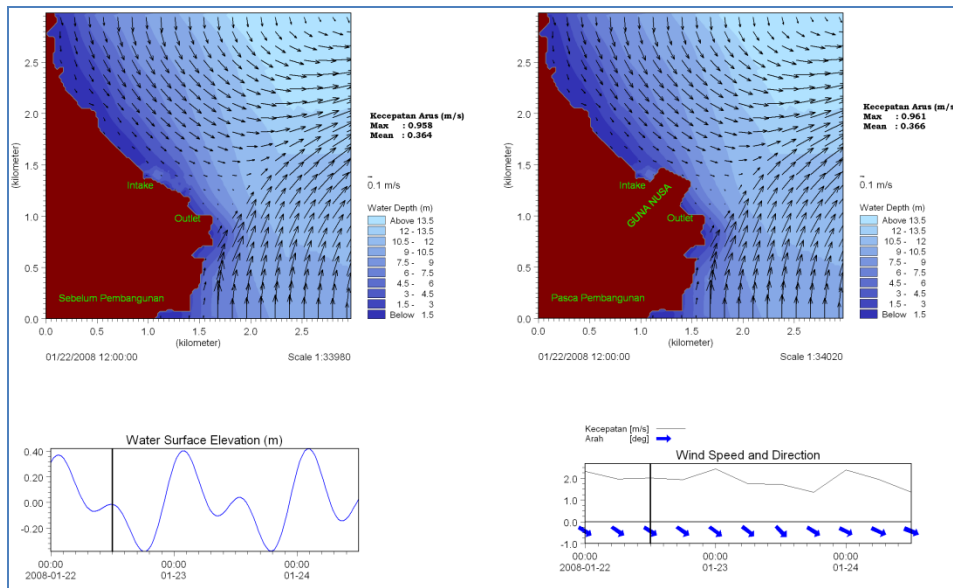 3.0
2.5
2.0
1.5
1.0
0.5
0.0
(kilometer)
Intake
Outlet
Sebelum Pembangunan
0.0 0.5 1.0 1.5 2.0 2.5
(kilometer)
01/22/2008 12:00:00 Scale 1:33980
Kecepatan Arus (m/s)
Max : 0.958
Mean : 0.364
0.1 m/s
Water Depth (m)
Above 13.5
12 - 13.5
10.5 - 12
9 - 10.5
7.5 - 9
6 - 7.5
4.5 - 6
3 - 4.5
1.5 - 3
Below 1.5
2.5
2.0
1.5
1.0
0.5
0.0
(kilometer)
Intake
GUNA NUSA
Outlet
Pasca Pembangunan
0.0 0.5 1.0 1.5 2.0 2.5
(kilometer)
01/22/2008 12:00:00 Scale 1:34020
Kecepatan Arus (m/s)
Max : 0.961
Mean : 0.366
0.1 m/s
Water Depth (m)
Above 13.5
12 - 13.5
10.5 - 12
9 - 10.5
7.5 - 9
6 - 7.5
4.5 - 6
3 - 4.5
1.5 - 3
Below 1.5
Water Surface Elevation (m)
0.40
0.20
0.00
-0.20
00:00 00:00 00:00
2008-01-22 01-23 01-24
Kecepatan [m/s]
Arah [deg]
Wind Speed and Direction
2.0
1.0
0.0
-1.0
00:00 00:00 00:00
2008-01-22 01-23 01-24